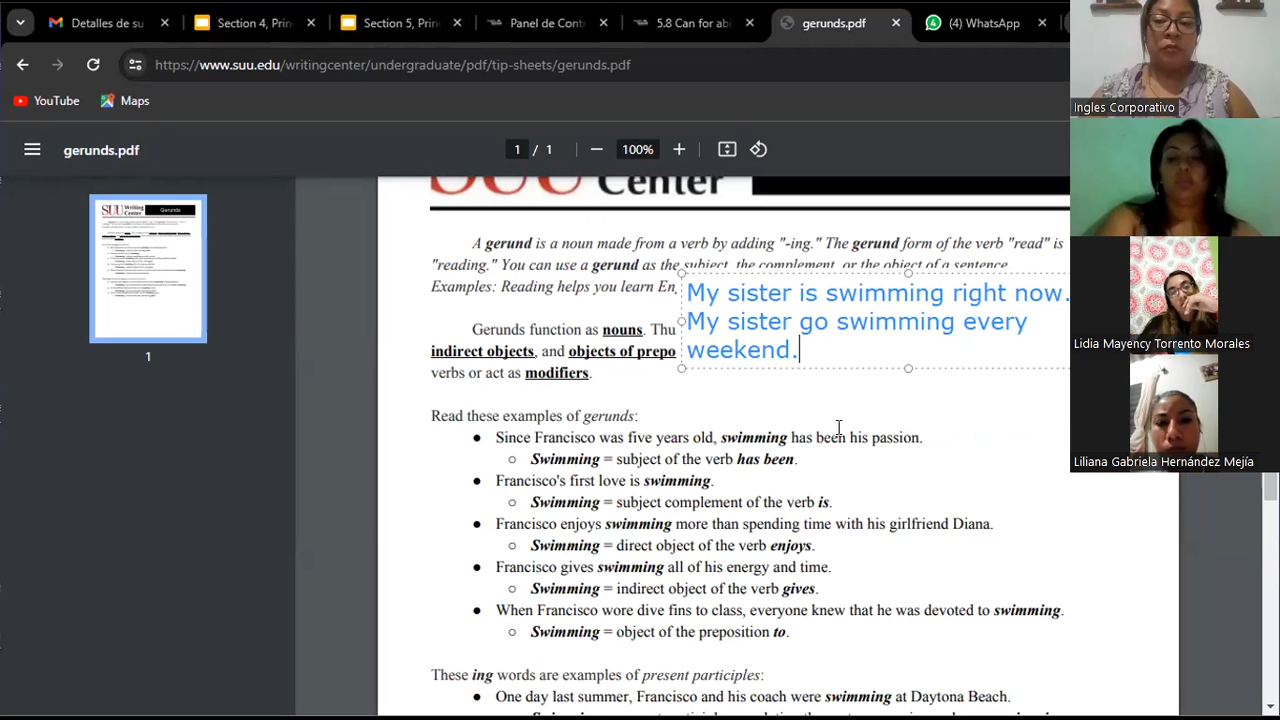 Detalles de su
Section 4, Prin
Section 5, Prin
Panel de Cont
5.8 Can for abi
gerunds.pdf
(4) WhatsApp
https://www.suu.edu/writingcenter/undergraduate/pdf/tip-sheets/gerunds.pdf
YouTube
Maps
gerunds.pdf
1 / 1
100%
1
SUU Writing Center
Gerunds
SUU Center
A gerund is a noun made from a verb by adding "-ing." The gerund form of the verb "read" is
"reading." You can use a gerund as the subject, the complement, or the object of a sentence.
Examples: Reading helps you learn En
My sister is swimming right now.
My sister go swimming every
weekend.
Gerunds function as nouns. Thu
indirect objects, and objects of prepo
verbs or act as modifiers.
Read these examples of gerunds:
● Since Francisco was five years old, swimming has been his passion.
○ Swimming = subject of the verb has been.
● Francisco's first love is swimming.
○ Swimming = subject complement of the verb is.
● Francisco enjoys swimming more than spending time with his girlfriend Diana.
○ Swimming = direct object of the verb enjoys.
● Francisco gives swimming all of his energy and time.
○ Swimming = indirect object of the verb gives.
● When Francisco wore dive fins to class, everyone knew that he was devoted to swimming.
○ Swimming = object of the preposition to.
These ing words are examples of present participles:
● One day last summer, Francisco and his coach were swimming at Daytona Beach.
Ingles Corporativo
Lidia Mayency Torrento Morales
Liliana Gabriela Hernández Mejía